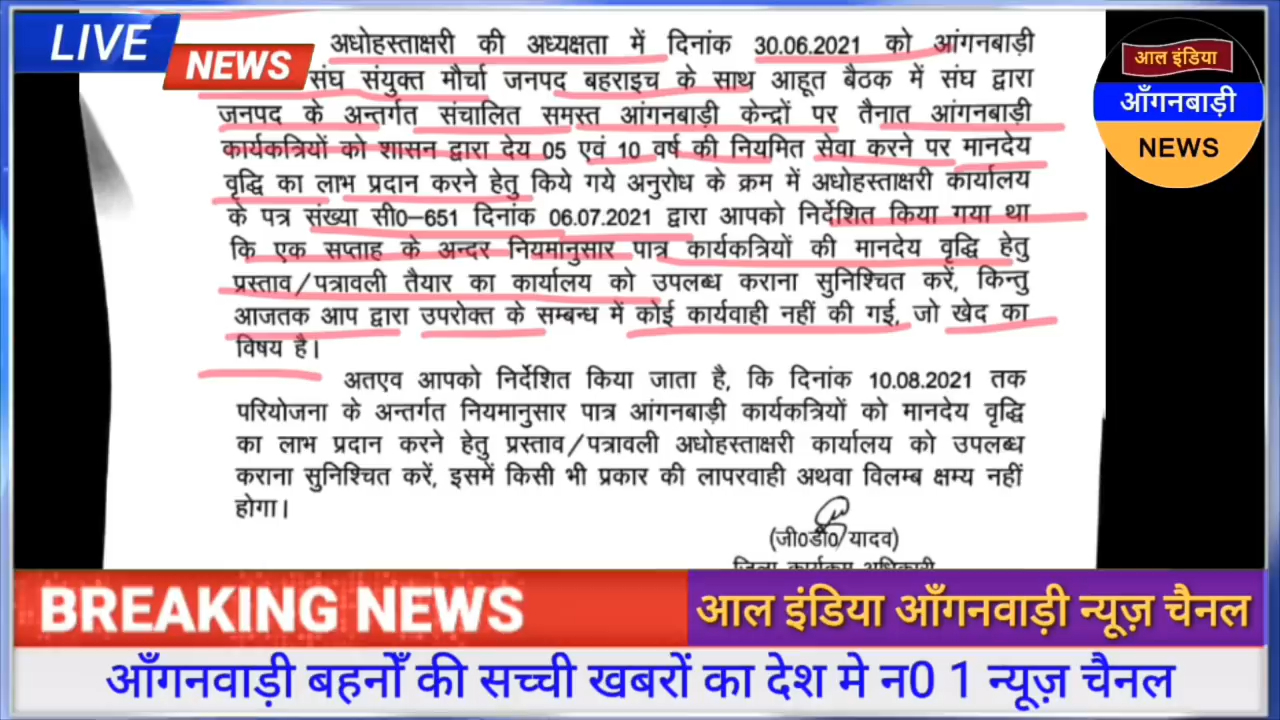 LIVE
NEWS
आल इंडिया
आँगनबाड़ी
NEWS
अधोहस्ताक्षरी की अध्यक्षता में दिनांक 30.06.2021 को आंगनबाड़ी
संघ संयुक्त मौर्चा जनपद बहराइच के साथ आहूत बैठक में संघ द्वारा
जनपद के अन्तर्गत संचालित समस्त आंगनबाड़ी केन्द्रों पर तैनात आंगनबाड़ी
कार्यकत्रियों को शासन द्वारा देय 05 एवं 10 वर्ष की नियमित सेवा करने पर मानदेय
वृद्धि का लाभ प्रदान करने हेतु किये गये अनुरोध के क्रम में अधोहस्ताक्षरी कार्यालय
के पत्र संख्या सी0-651 दिनांक 06.07.2021 द्वारा आपको निर्देशित किया गया था
कि एक सप्ताह के अन्दर नियमानुसार पात्र कार्यकत्रियों की मानदेय वृद्धि हेतु
प्रस्ताव/पत्रावली तैयार का कार्यालय को उपलब्ध कराना सुनिश्चित करें, किन्तु
आजतक आप द्वारा उपरोक्त के सम्बन्ध में कोई कार्यवाही नहीं की गई, जो खेद का
विषय है।
अतएव आपको निर्देशित किया जाता है, कि दिनांक 10.08.2021 तक
परियोजना के अन्तर्गत नियमानुसार पात्र आंगनबाड़ी कार्यकत्रियों को मानदेय वृद्धि
का लाभ प्रदान करने हेतु प्रस्ताव/पत्रावली अधोहस्ताक्षरी कार्यालय को उपलब्ध
कराना सुनिश्चित करें, इसमें किसी भी प्रकार की लापरवाही अथवा विलम्ब क्षम्य नहीं
होगा।
(जी0डी0 यादव)
जिला कार्यक्रम अधिकारी
BREAKING NEWS
आल इंडिया आँगनवाड़ी न्यूज़ चैनल
आँगनवाड़ी बहनोँ की सच्ची खबरों का देश मे न0 1 न्यूज़ चैनल